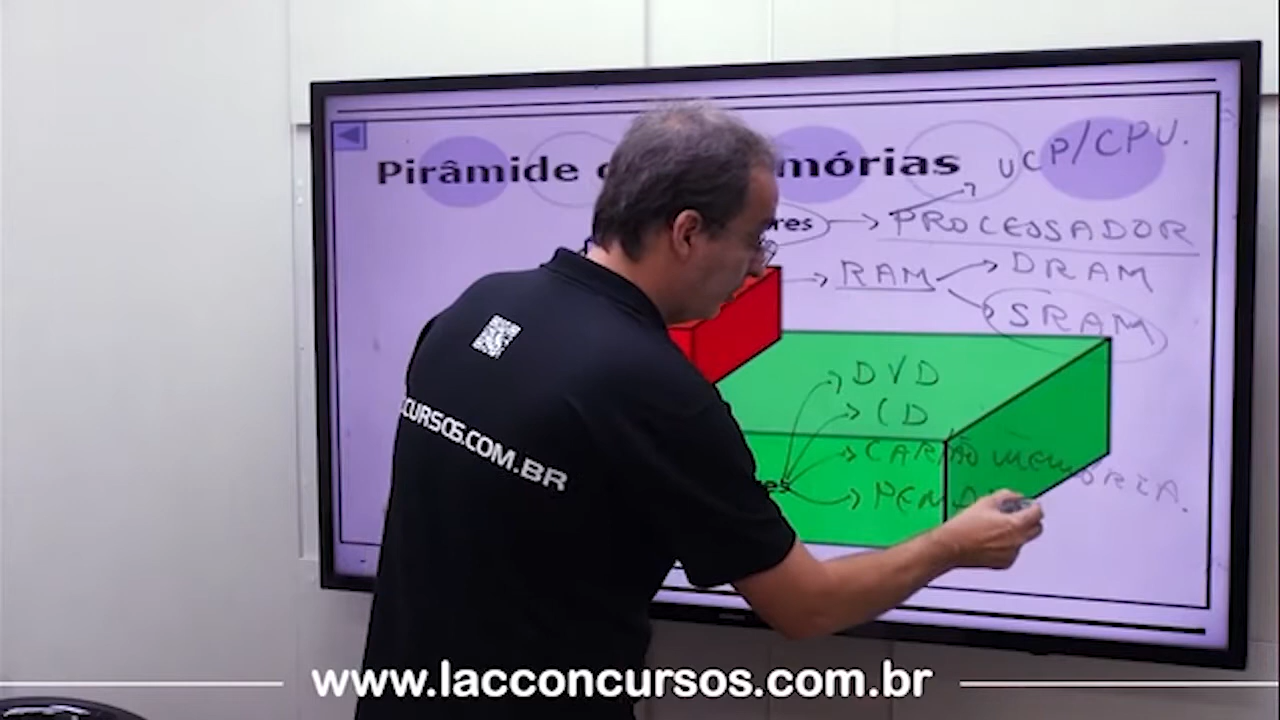 Pirâmide mórias
UCP/CPU.
res → PROCESSADOR
→ RAM → DRAM
→ SRAM
→ DVD
→ CD
→ CARTÃO MEMÓRIA.
→
CURSOS.COM.BR
www.lacconcursos.com.br